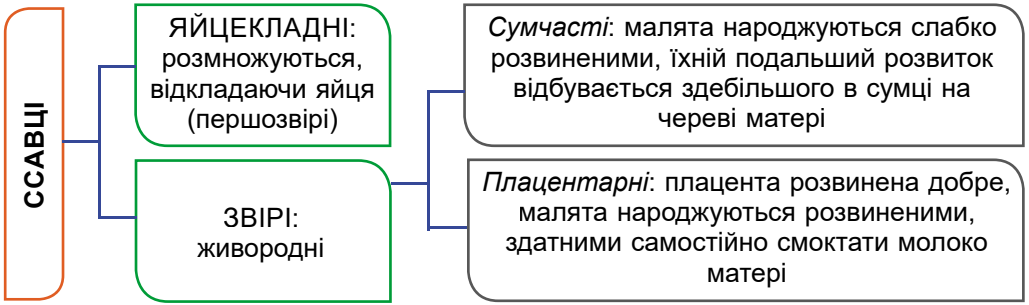 ССАВЦІ
ЯЙЦЕКЛАДНІ:
розмножуються,
відкладаючи яйця
(першозвірі)
ЗВІРІ:
живородні
Сумчасті: малята народжуються слабко
розвиненими, їхній подальший розвиток
відбувається здебільшого в сумці на
череві матері
Плацентарні: плацента розвинена добре,
малята народжуються розвиненими,
здатними самостійно смоктати молоко
матері